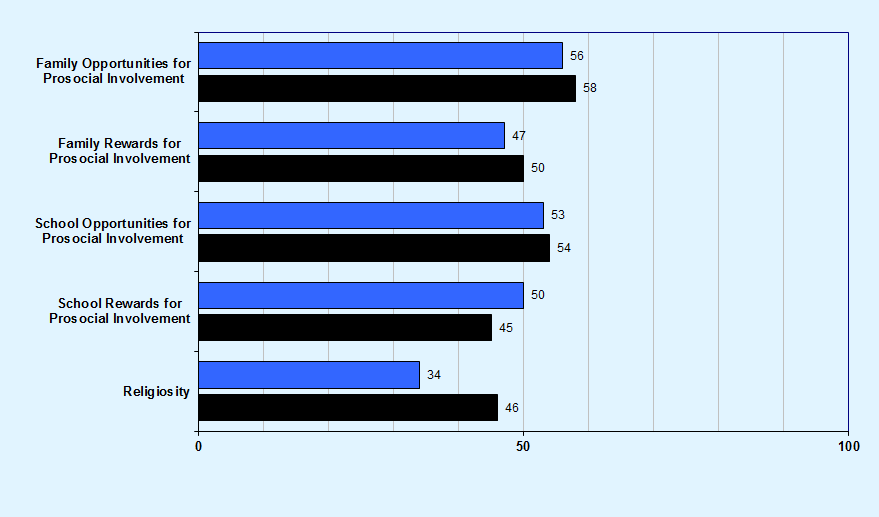 Family Opportunities for
Prosocial Involvement
56
58
Family Rewards for
Prosocial Involvement
47
50
School Opportunities for
Prosocial Involvement
53
54
School Rewards for
Prosocial Involvement
50
45
Religiosity
34
46
0
50
100